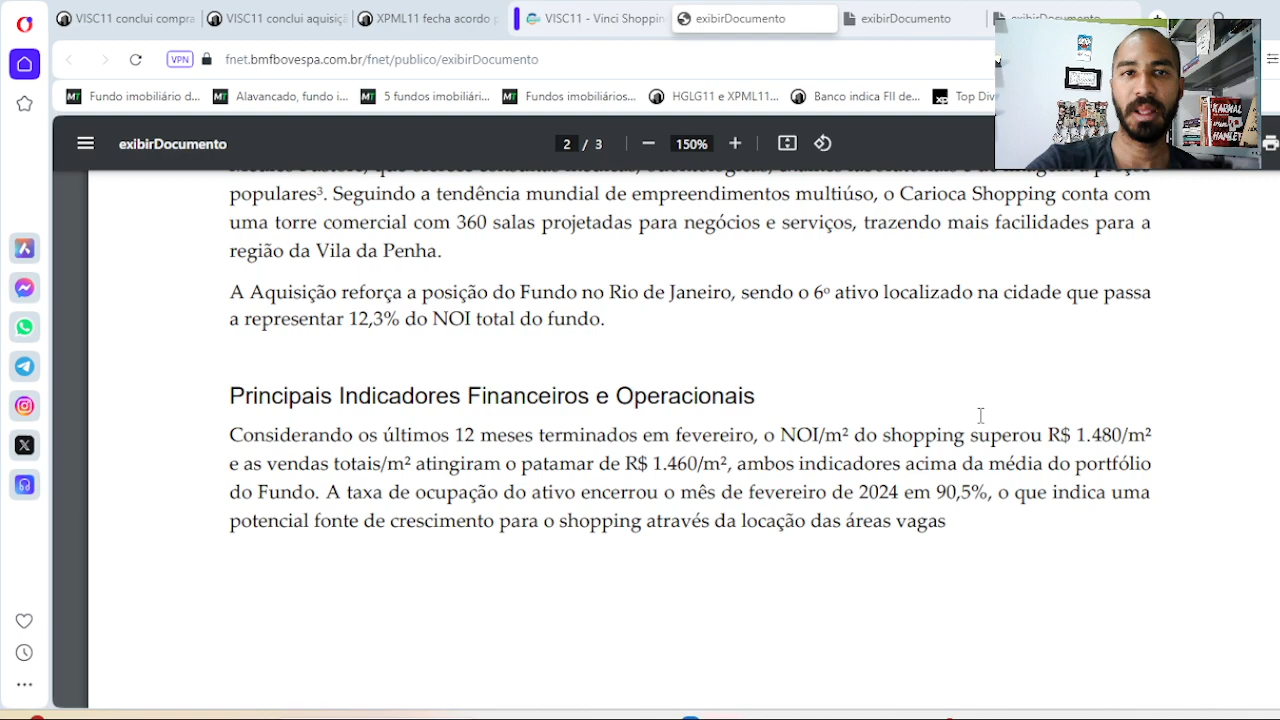 VISC11 conclui compra
VISC11 conclui aquisiçã
XPML11 fecha acordo
VISC11 - Vinci Shoppin
exibirDocumento
exibirDocumento
exibirDocumento
VPN
fnet.bmfbovespa.com.br/fnet/publico/exibirDocumento
Fundo imobiliário d...
Alavancado, fundo i...
Fundos imobiliári...
Fundos imobiliários...
HGLG11 e XPML11...
Banco indica FII de...
Top Divi
exibirDocumento
2 / 3
150%
KARMAL
HAMLET
populares³. Seguindo a tendência mundial de empreendimentos multiúso, o Carioca Shopping conta com
uma torre comercial com 360 salas projetadas para negócios e serviços, trazendo mais facilidades para a
região da Vila da Penha.
A Aquisição reforça a posição do Fundo no Rio de Janeiro, sendo o 6º ativo localizado na cidade que passa
a representar 12,3% do NOI total do fundo.
Principais Indicadores Financeiros e Operacionais
Considerando os últimos 12 meses terminados em fevereiro, o NOI/m² do shopping superou R$ 1.480/m²
e as vendas totais/m² atingiram o patamar de R$ 1.460/m², ambos indicadores acima da média do portfólio
do Fundo. A taxa de ocupação do ativo encerrou o mês de fevereiro de 2024 em 90,5%, o que indica uma
potencial fonte de crescimento para o shopping através da locação das áreas vagas